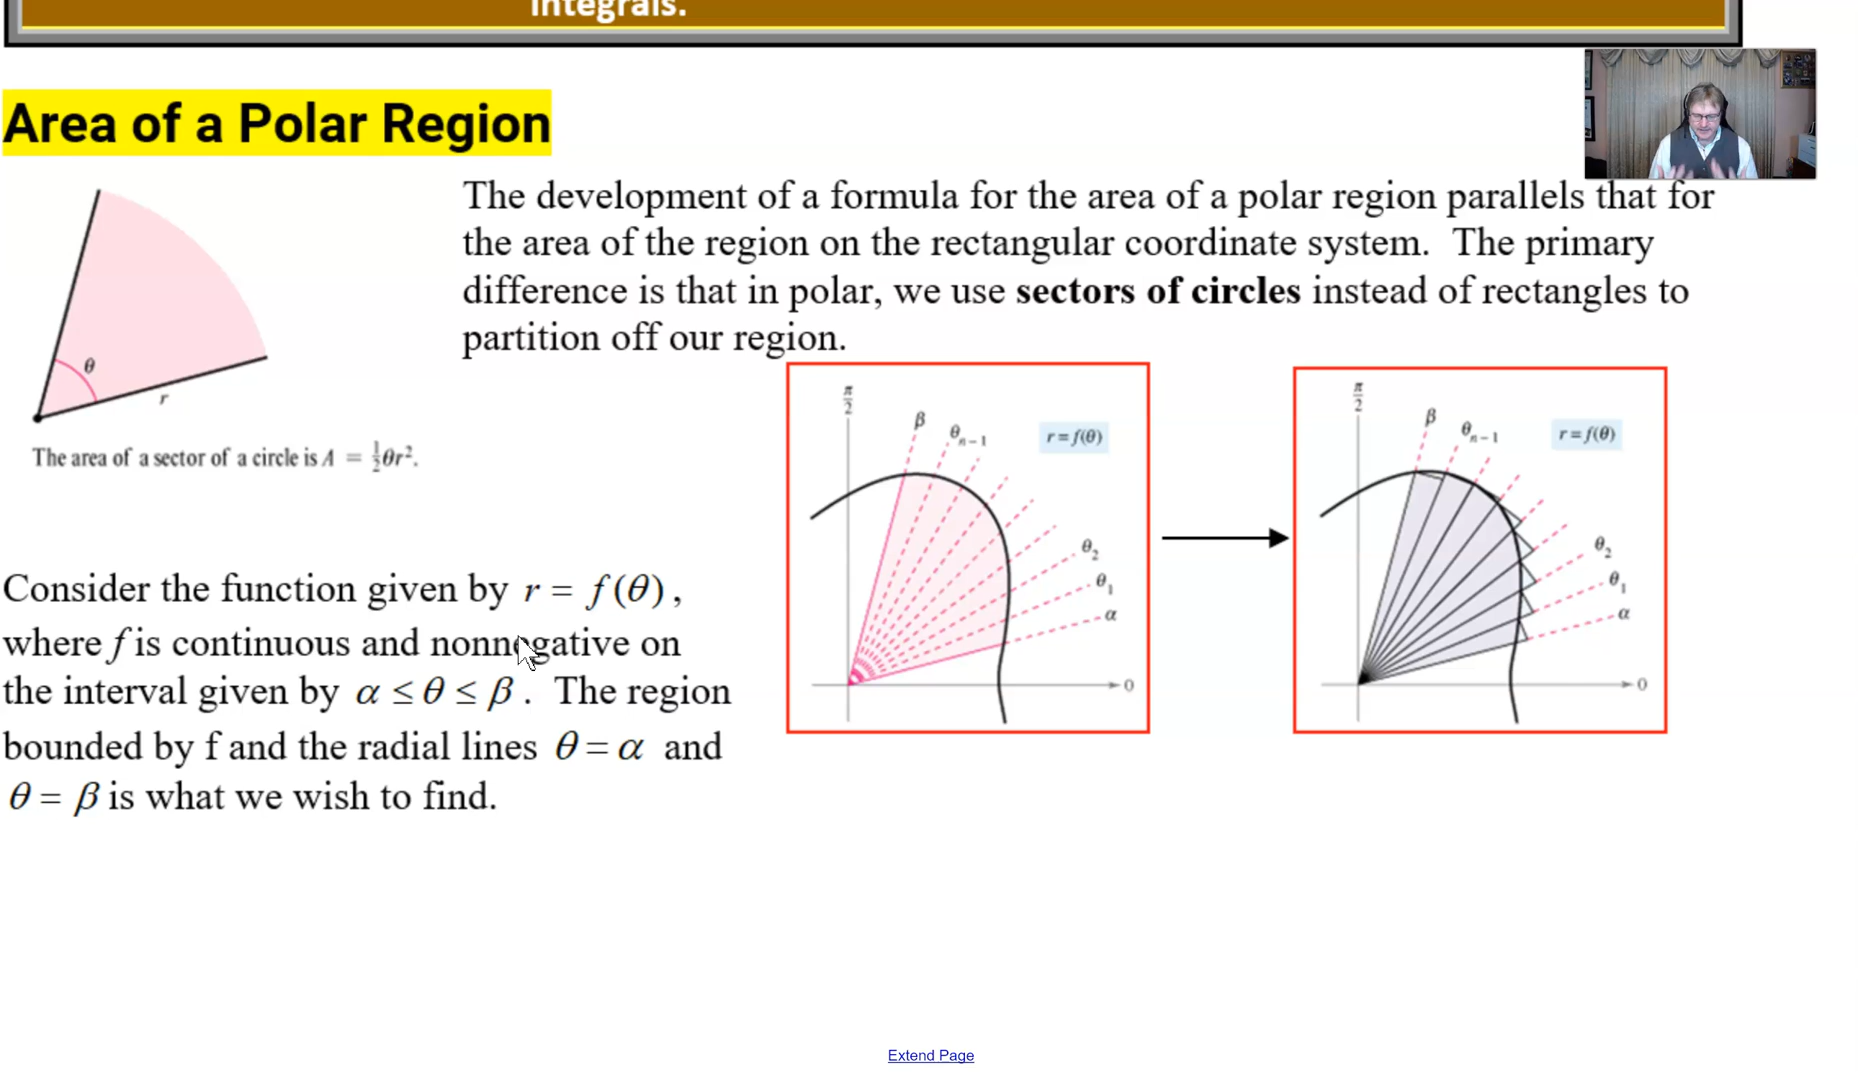 integrals.
Area of a Polar Region
The development of a formula for the area of a polar region parallels that for
the area of the region on the rectangular coordinate system. The primary
difference is that in polar, we use sectors of circles instead of rectangles to
partition off our region.
θ
r
The area of a sector of a circle is A = ½θr².
Consider the function given by r = f(θ),
where f is continuous and nonnegative on
the interval given by α ≤ θ ≤ β. The region
bounded by f and the radial lines θ = α and
θ = β is what we wish to find.
π/2
β
θₙ₋₁
r = f(θ)
θ₂
θ₁
α
0
π/2
β
θₙ₋₁
r = f(θ)
θ₂
θ₁
α
0
Extend Page